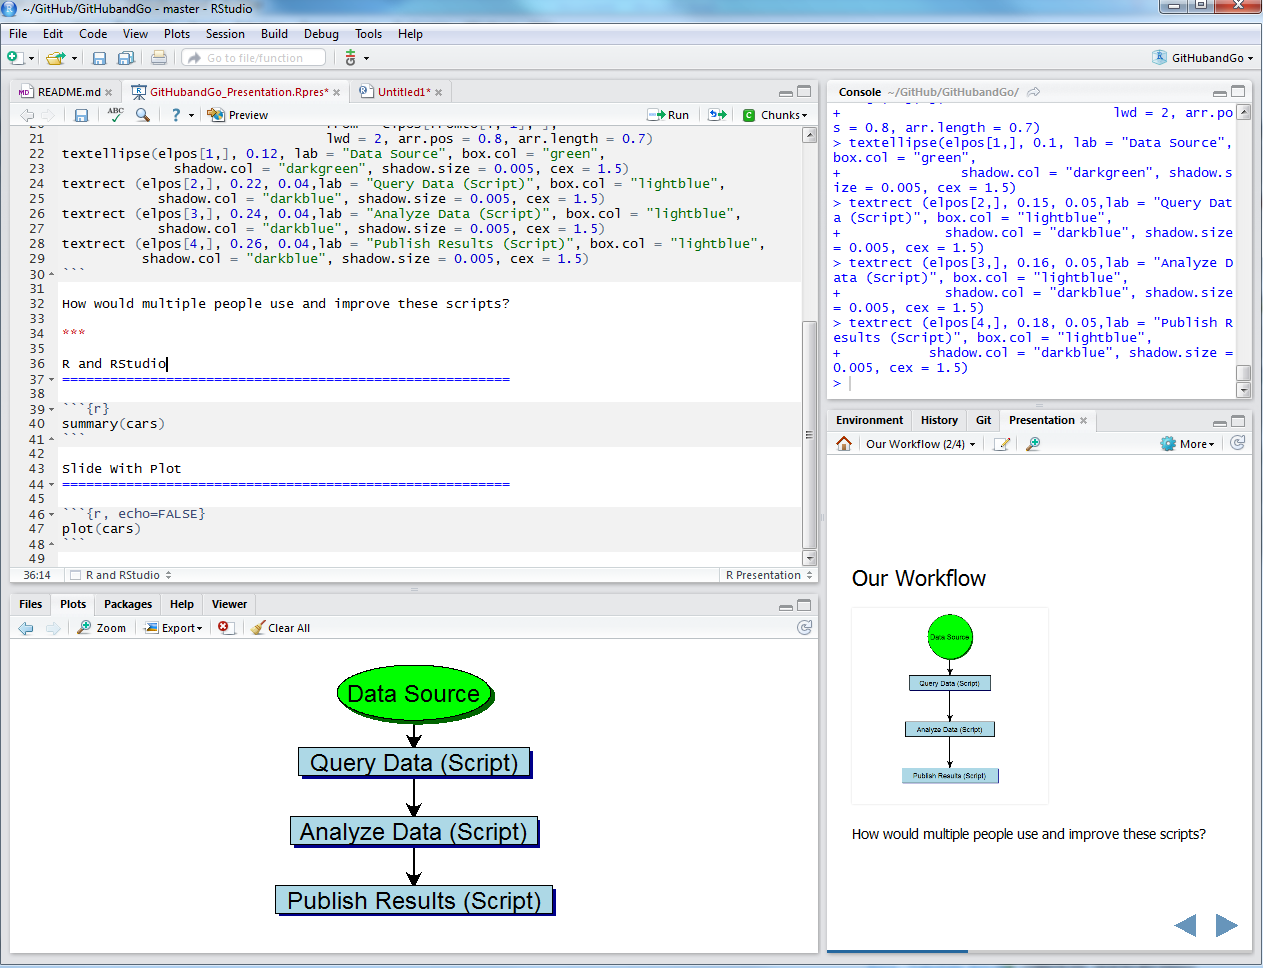 ~/GitHub/GitHubandGo - master - RStudio
File Edit Code View Plots Session Build Debug Tools Help
Go to file/function
GitHubandGo
README.md
GitHubandGo_Presentation.Rpres*
Untitled1*
ABC
Preview
Run
Chunks
21 lwd = 2, arr.pos = 0.8, arr.length = 0.7)
22 textellipse(elpos[1,], 0.12, lab = "Data Source", box.col = "green",
23 shadow.col = "darkgreen", shadow.size = 0.005, cex = 1.5)
24 textrect (elpos[2,], 0.22, 0.04,lab = "Query Data (Script)", box.col = "lightblue",
25 shadow.col = "darkblue", shadow.size = 0.005, cex = 1.5)
26 textrect (elpos[3,], 0.24, 0.04,lab = "Analyze Data (Script)", box.col = "lightblue",
27 shadow.col = "darkblue", shadow.size = 0.005, cex = 1.5)
28 textrect (elpos[4,], 0.26, 0.04,lab = "Publish Results (Script)", box.col = "lightblue",
29 shadow.col = "darkblue", shadow.size = 0.005, cex = 1.5)
30 ```
31
32 How would multiple people use and improve these scripts?
33
34 ***
35
36 R and RStudio
37 ========================================================
38
39 ```{r}
40 summary(cars)
41 ```
42
43 Slide With Plot
44 ========================================================
45
46 ```{r, echo=FALSE}
47 plot(cars)
48 ```
49
36:14 R and RStudio R Presentation
Files Plots Packages Help Viewer
Zoom Export Clear All
Data Source
Query Data (Script)
Analyze Data (Script)
Publish Results (Script)
Console ~/GitHub/GitHubandGo/
+ lwd = 2, arr.po
s = 0.8, arr.length = 0.7)
> textellipse(elpos[1,], 0.1, lab = "Data Source",
box.col = "green",
+ shadow.col = "darkgreen", shadow.s
ize = 0.005, cex = 1.5)
> textrect (elpos[2,], 0.15, 0.05,lab = "Query Dat
a (Script)", box.col = "lightblue",
+ shadow.col = "darkblue", shadow.size
= 0.005, cex = 1.5)
> textrect (elpos[3,], 0.16, 0.05,lab = "Analyze D
ata (Script)", box.col = "lightblue",
+ shadow.col = "darkblue", shadow.size
= 0.005, cex = 1.5)
> textrect (elpos[4,], 0.18, 0.05,lab = "Publish R
esults (Script)", box.col = "lightblue",
+ shadow.col = "darkblue", shadow.size =
0.005, cex = 1.5)
>
Environment History Git Presentation
Our Workflow (2/4) More
Our Workflow
Data Source
Query Data (Script)
Analyze Data (Script)
Publish Results (Script)
How would multiple people use and improve these scripts?